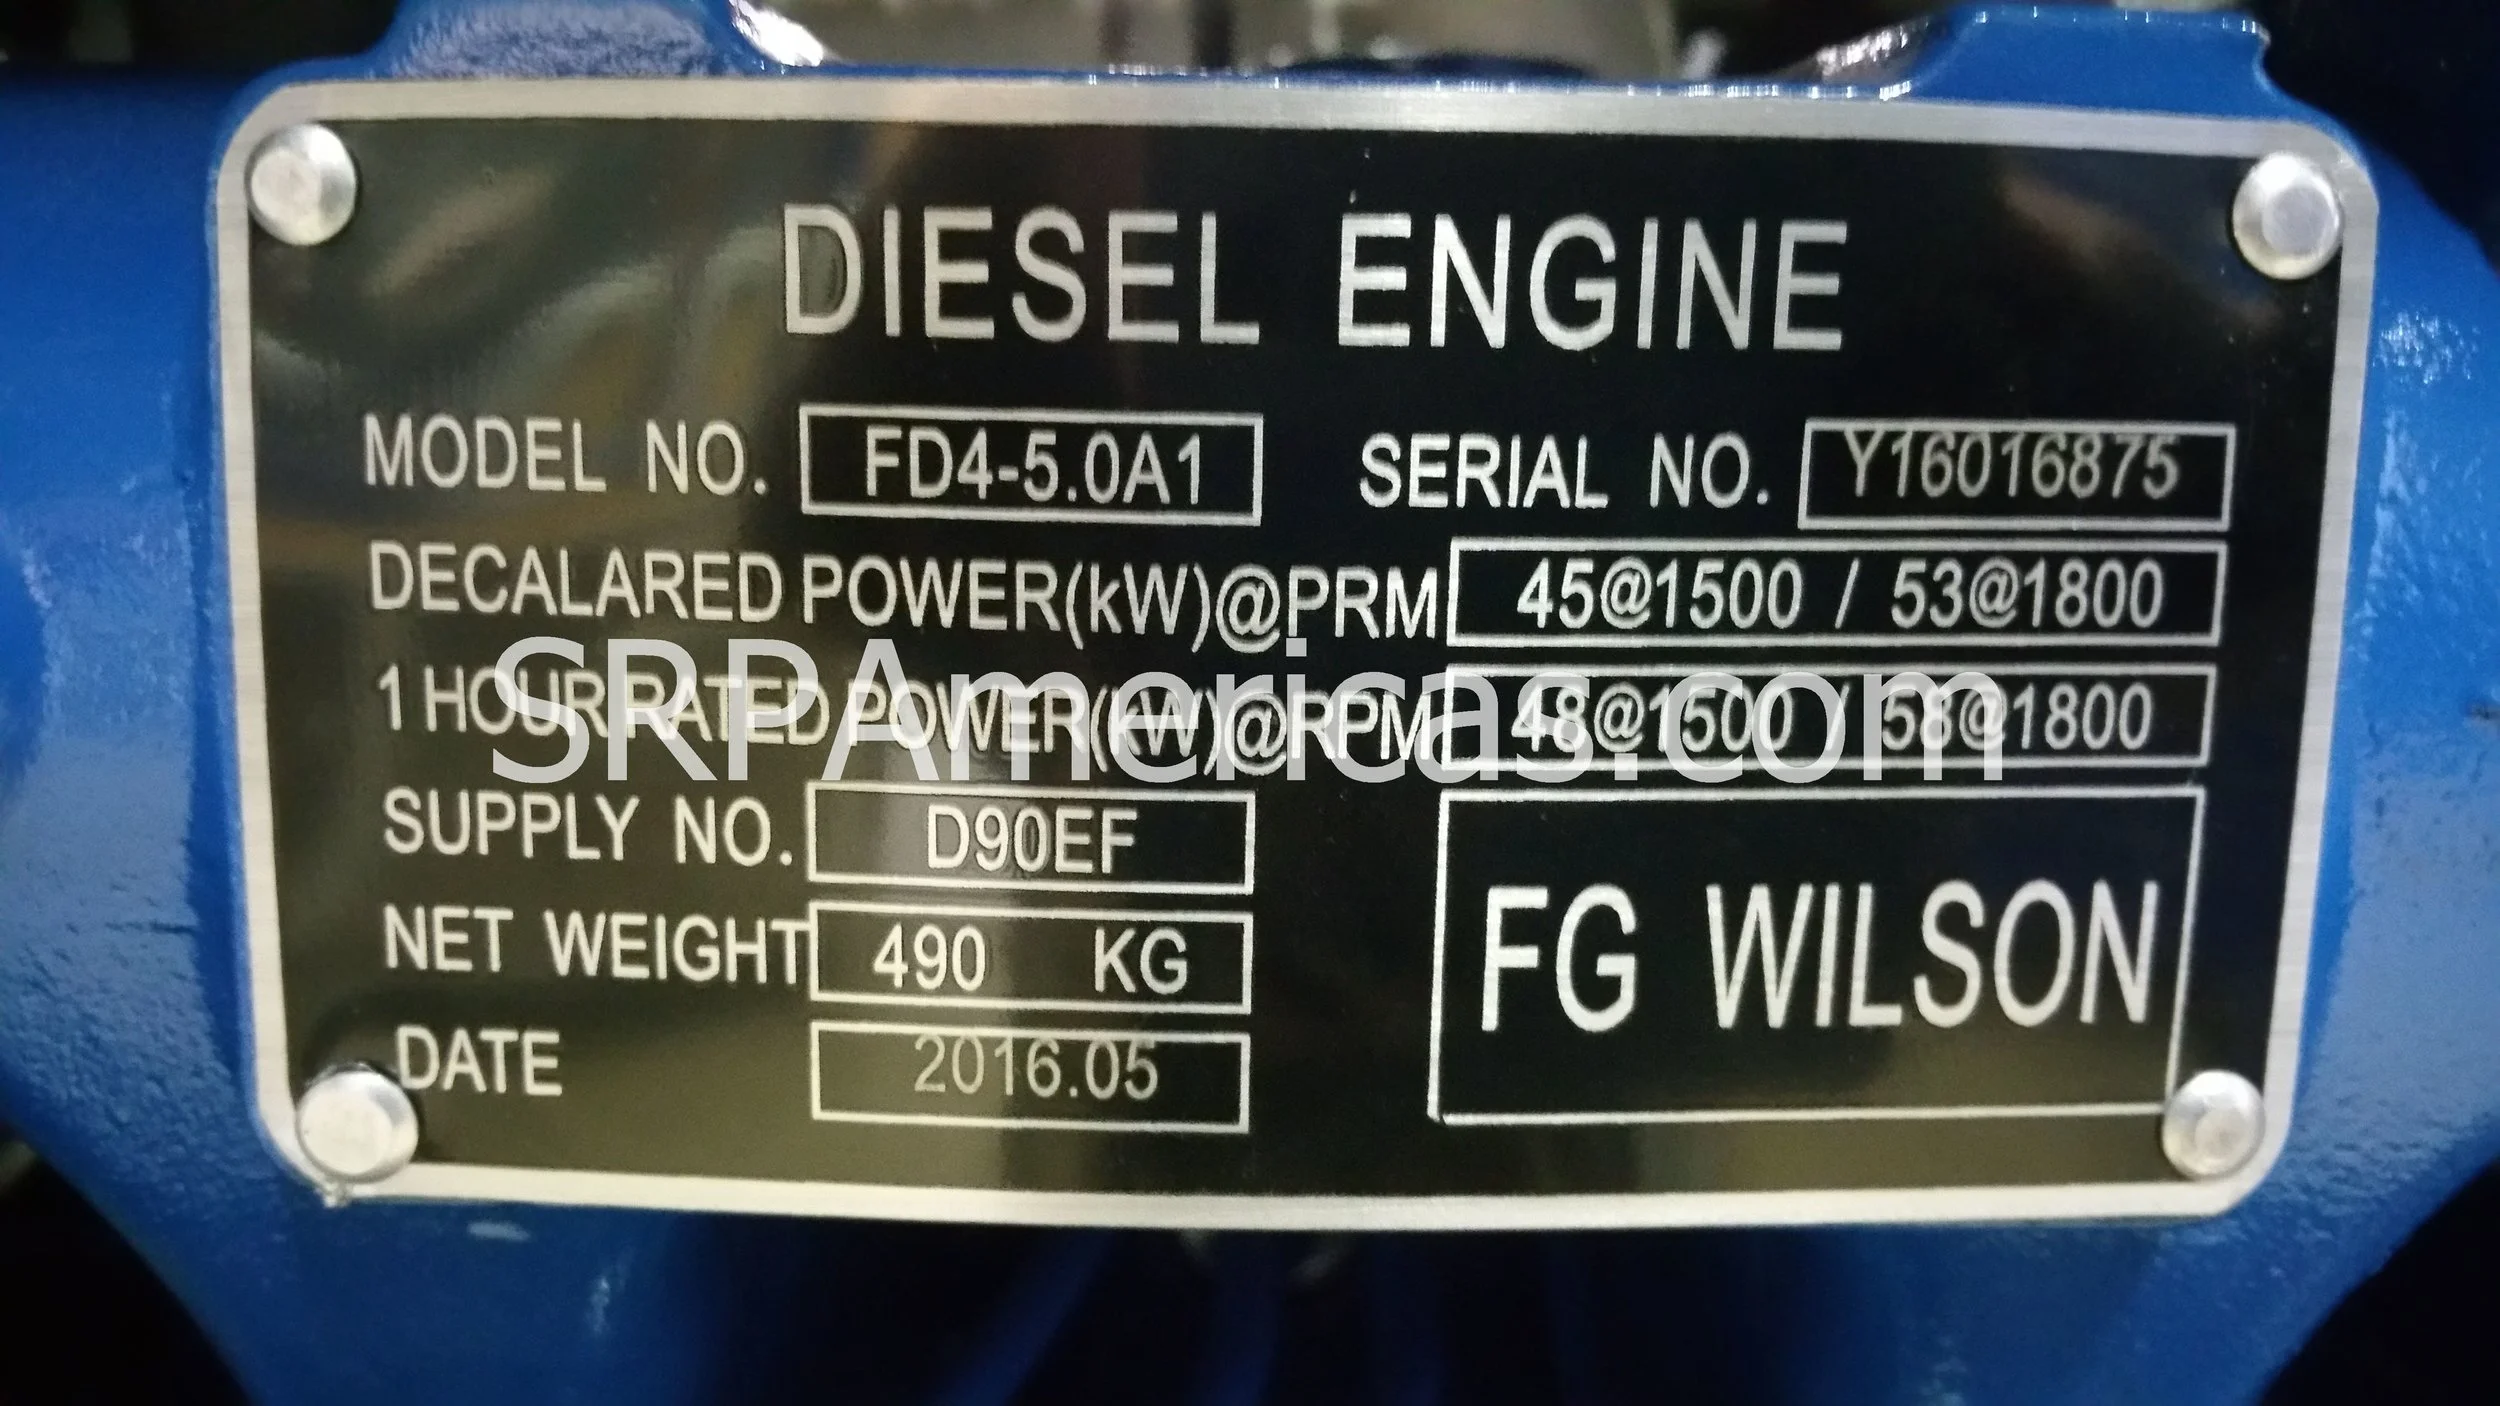 DIESEL ENGINE
MODEL NO. FD4-5.0A1 SERIAL NO. Y16016875
DECALARED POWER(kW)@PRM 45@1500 / 53@1800
1 HOUR RATED POWER(kW)@RPM 48@1500 / 58@1800
SRPAmericas.com
SUPPLY NO. D90EF
NET WEIGHT 490 KG
FG WILSON
DATE 2016.05